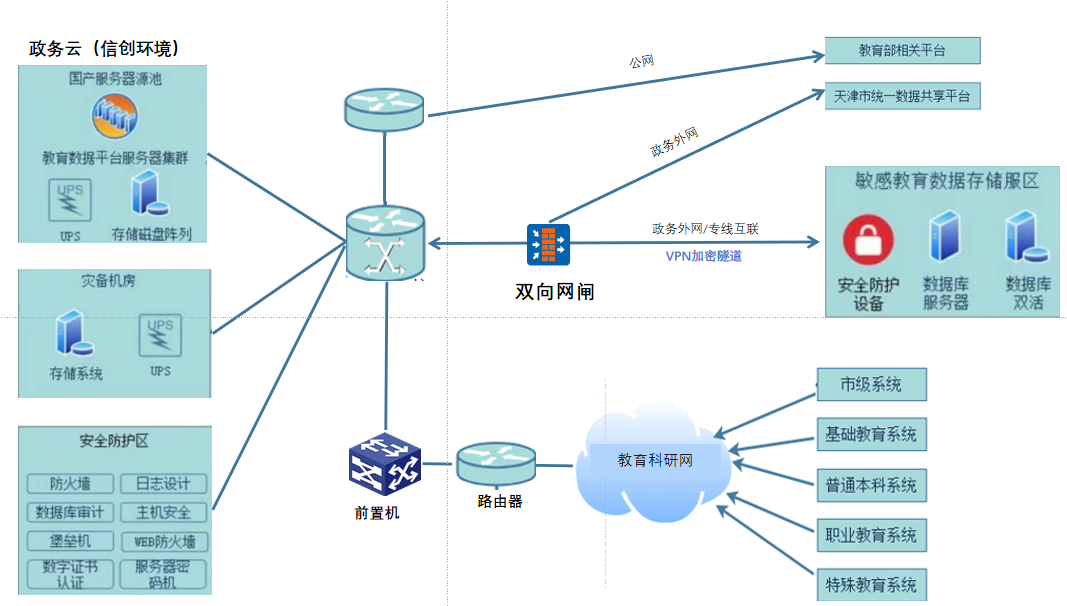 政务云（信创环境）
国产服务器源池
教育数据平台服务器集群
UPS
UPS
存储磁盘阵列
灾备机房
UPS
存储系统
UPS
安全防护区
防火墙
日志设计
数据库审计
主机安全
堡垒机
WEB防火墙
数字证书
认证
服务器密
码机
公网
政务外网
政务外网/专线互联
VPN加密隧道
双向网闸
前置机
路由器
教育科研网
教育部相关平台
天津市统一数据共享平台
敏感教育数据存储服区
安全防护
设备
数据库
服务器
数据库
双活
市级系统
基础教育系统
普通本科系统
职业教育系统
特殊教育系统